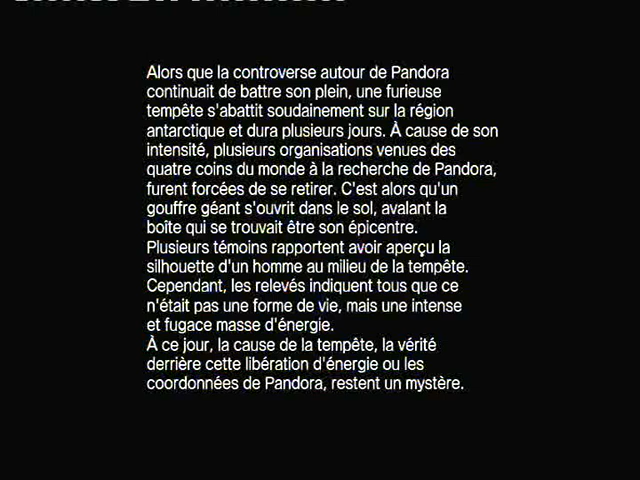 Alors que la controverse autour de Pandora
continuait de battre son plein, une furieuse
tempête s'abattit soudainement sur la région
antarctique et dura plusieurs jours. À cause de son
intensité, plusieurs organisations venues des
quatre coins du monde à la recherche de Pandora,
furent forcées de se retirer. C'est alors qu'un
gouffre géant s'ouvrit dans le sol, avalant la
boîte qui se trouvait être son épicentre.
Plusieurs témoins rapportent avoir aperçu la
silhouette d'un homme au milieu de la tempête.
Cependant, les relevés indiquent tous que ce
n'était pas une forme de vie, mais une intense
et fugace masse d'énergie.
À ce jour, la cause de la tempête, la vérité
derrière cette libération d'énergie ou les
coordonnées de Pandora, restent un mystère.